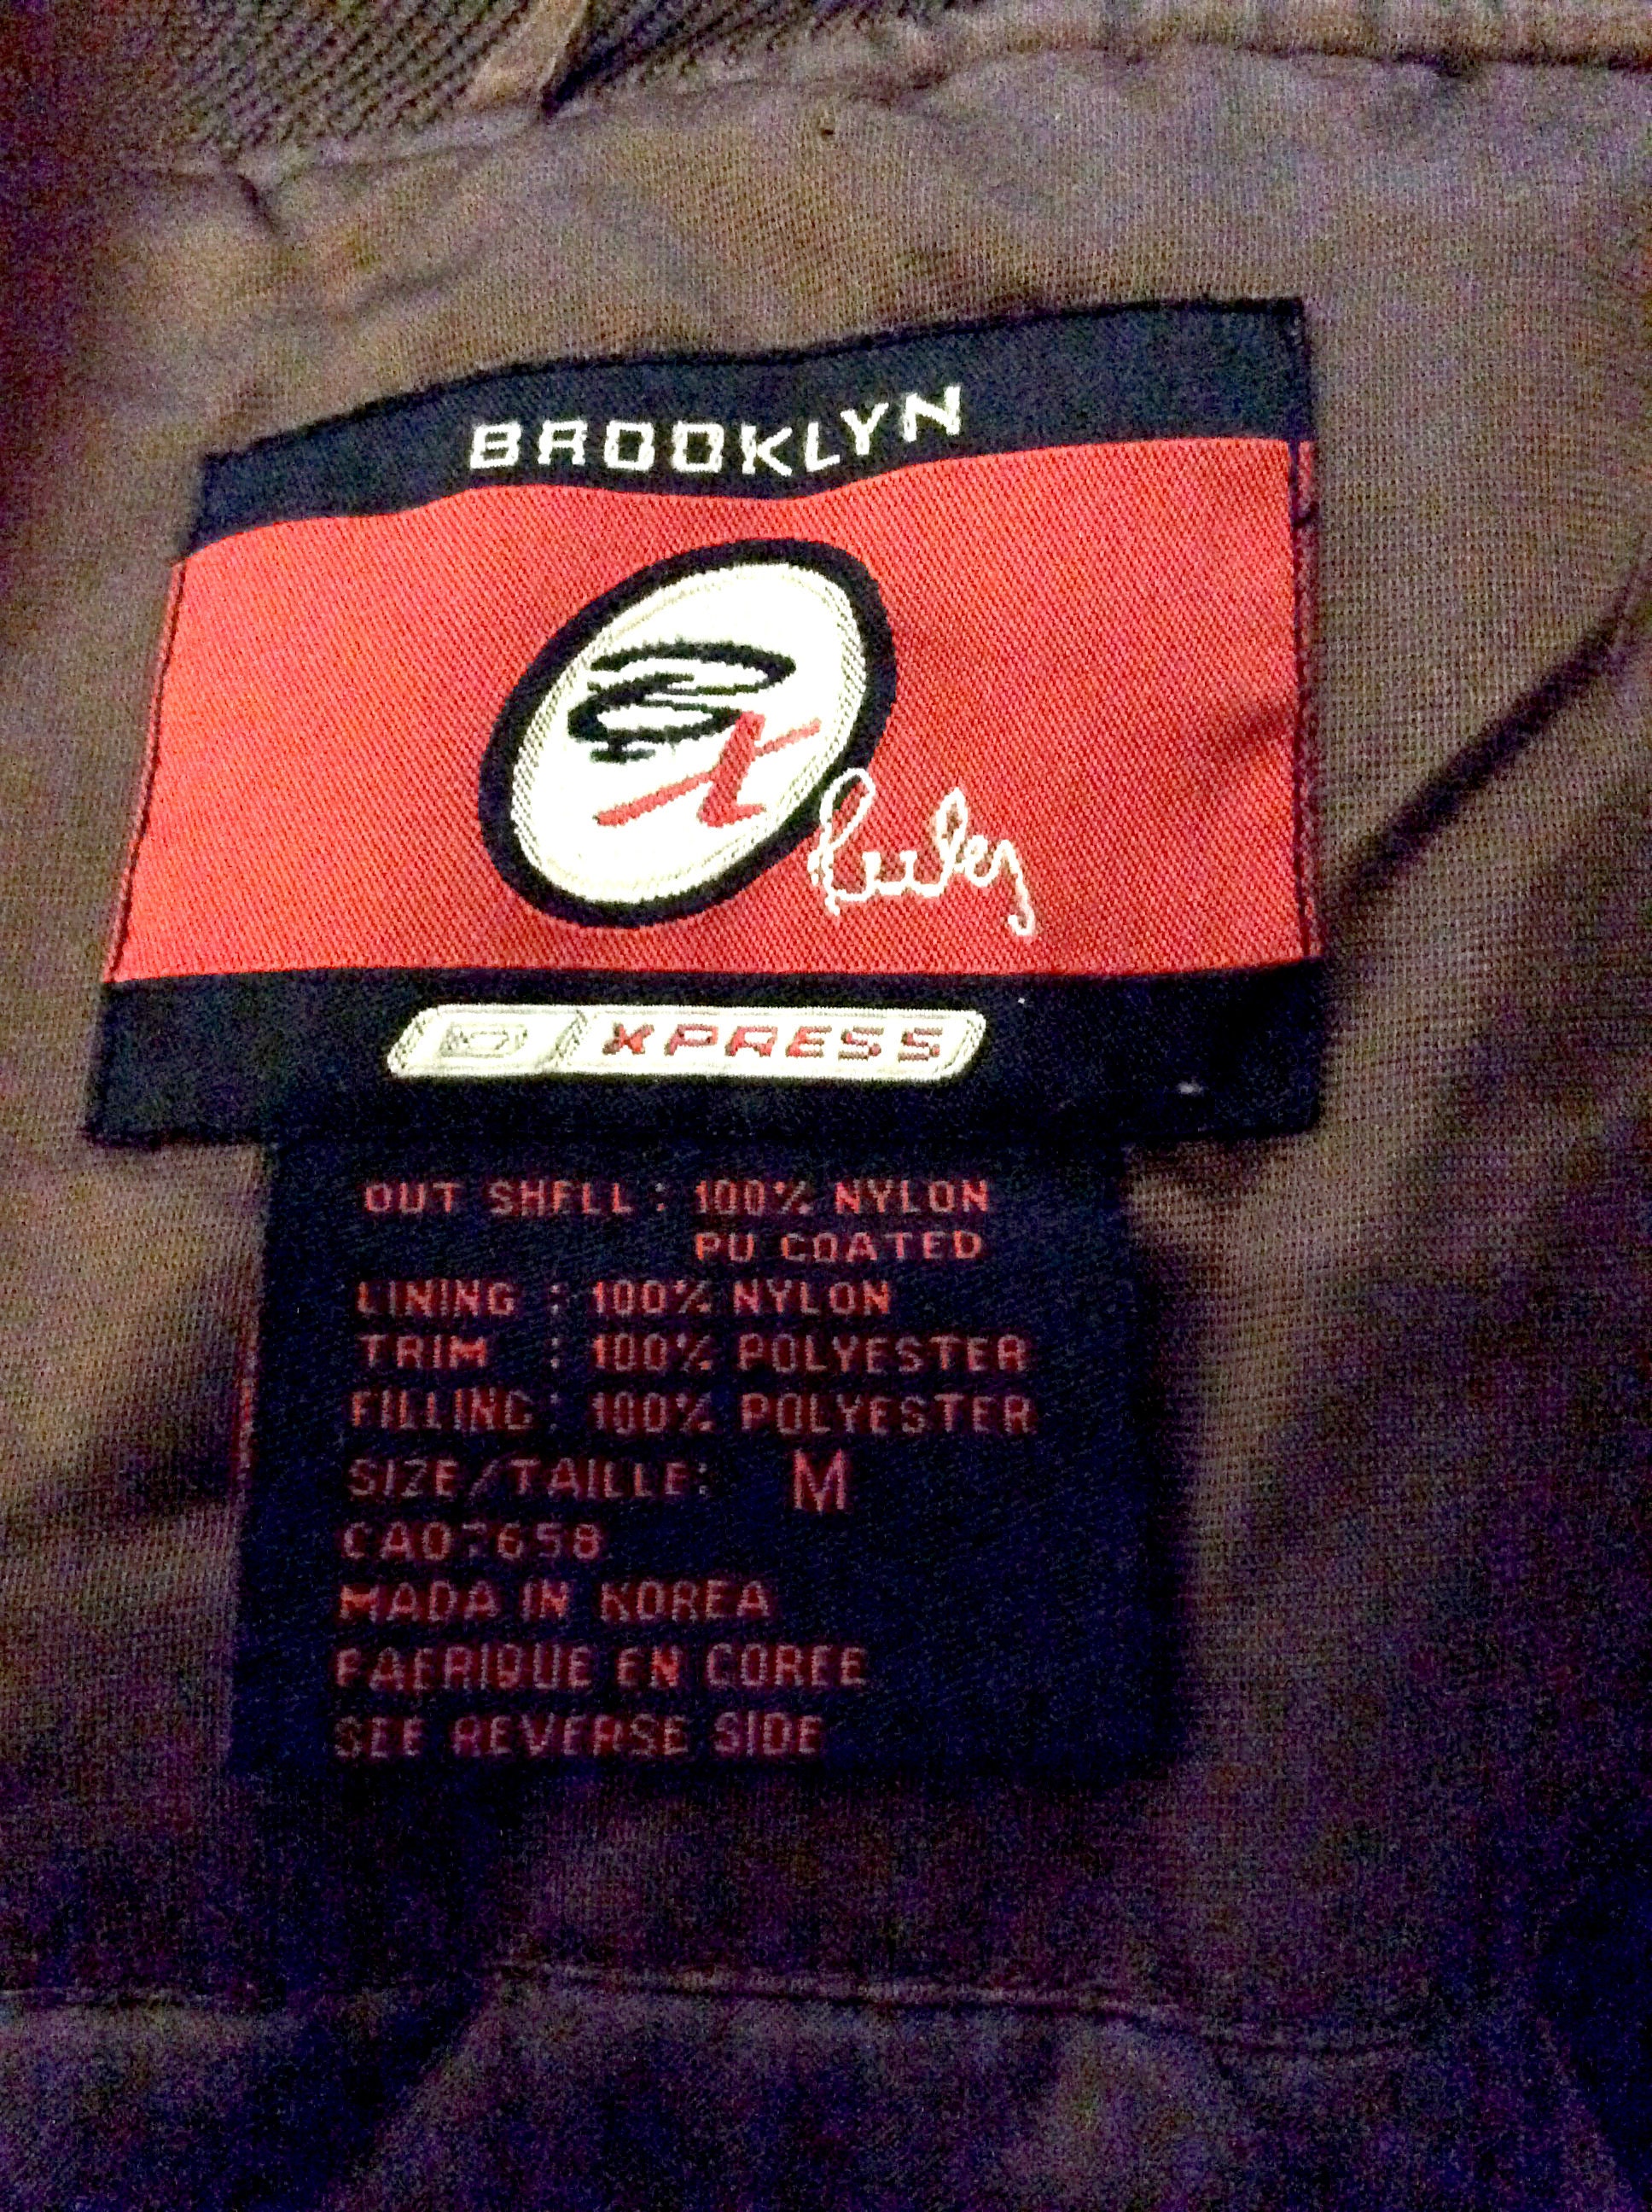 BROOKLYN
XPRESS
OUT SHELL : 100% NYLON
PU COATED
LINING : 100% NYLON
TRIM : 100% POLYESTER
FILLING : 100% POLYESTER
SIZE/TAILLE: M
CA07658
MADA IN KOREA
FABRIQUE EN COREE
SEE REVERSE SIDE